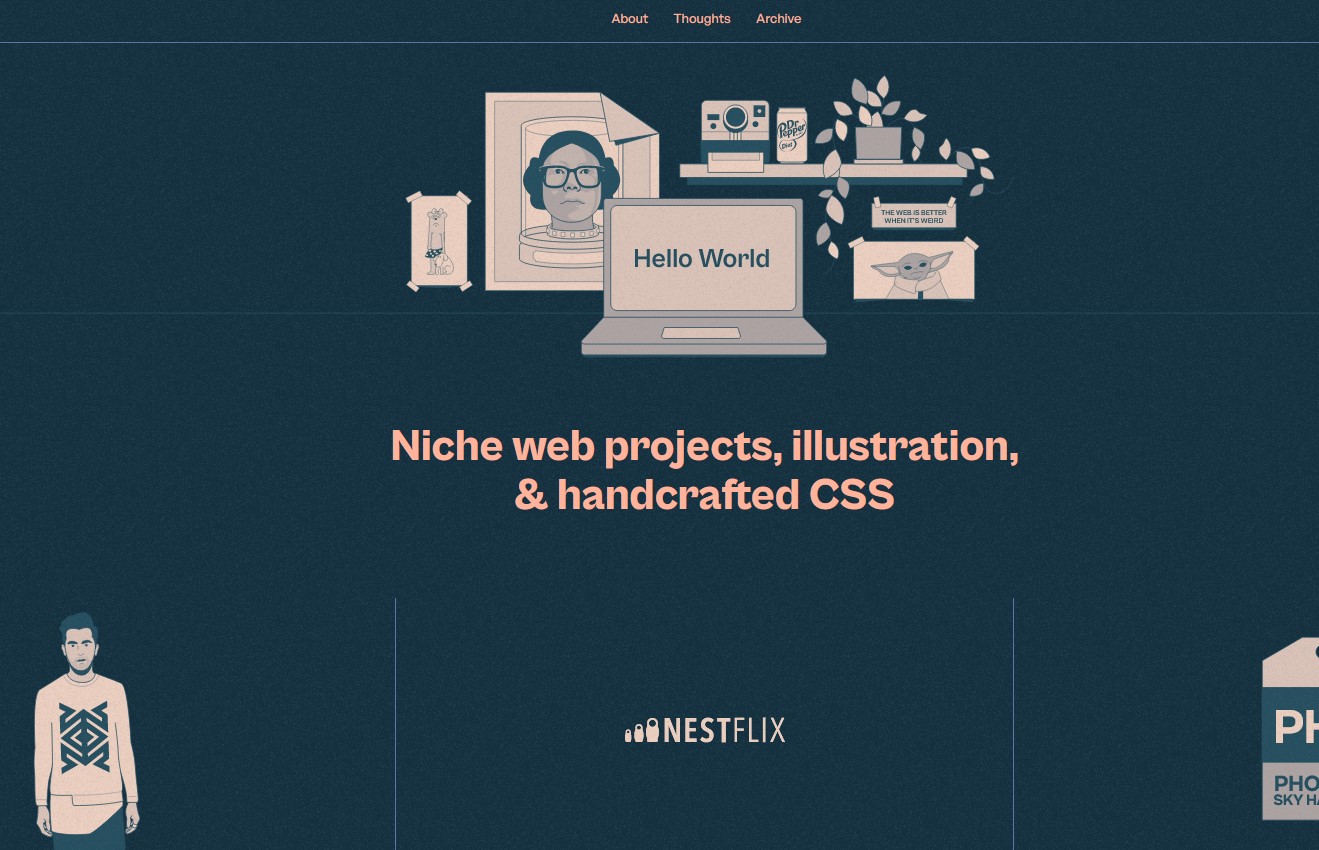 About Thoughts Archive
Dr Pepper
Diet
THE WEB IS BETTER
WHEN IT'S WEIRD
Hello World
Niche web projects, illustration,
& handcrafted CSS
NESTFLIX
PH
PHO
SKY HA